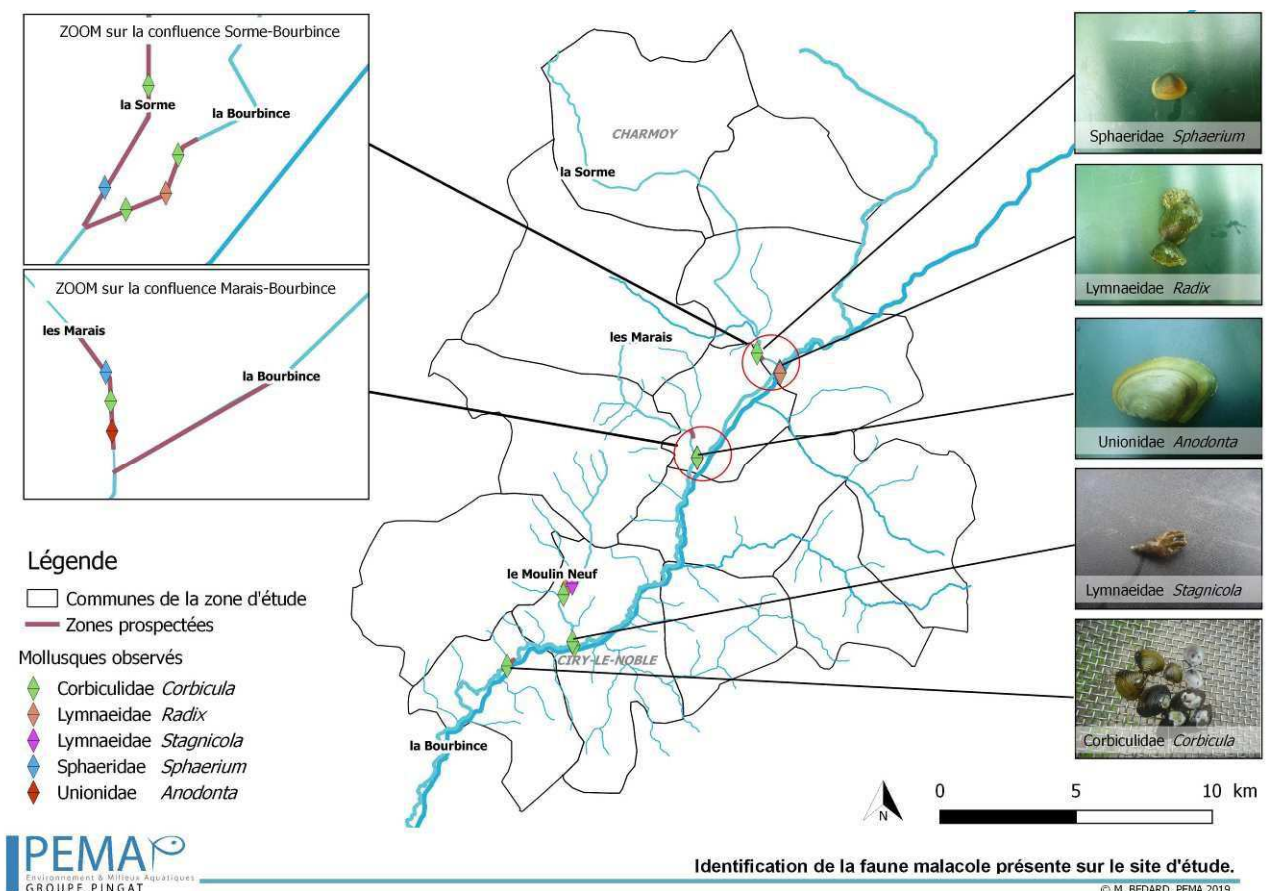 ZOOM sur la confluence Sorme-Bourbince
la Sorme
la Bourbince
ZOOM sur la confluence Marais-Bourbince
les Marais
la Bourbince
CHARMOY
la Sorme
les Marais
le Moulin Neuf
CIRY-LE-NOBLE
la Bourbince
Sphaeridae Sphaerium
Lymnaeidae Radix
Unionidae Anodonta
Lymnaeidae Stagnicola
Corbiculidae Corbicula
Légende
Communes de la zone d'étude
Zones prospectées
Mollusques observés
Corbiculidae Corbicula
Lymnaeidae Radix
Lymnaeidae Stagnicola
Sphaeridae Sphaerium
Unionidae Anodonta
N
0 5 10 km
PEMA
Environnement & Milieux Aquatiques
GROUPE PINGAT
Identification de la faune malacole présente sur le site d'étude.
© M. BEDARD, PEMA 2019